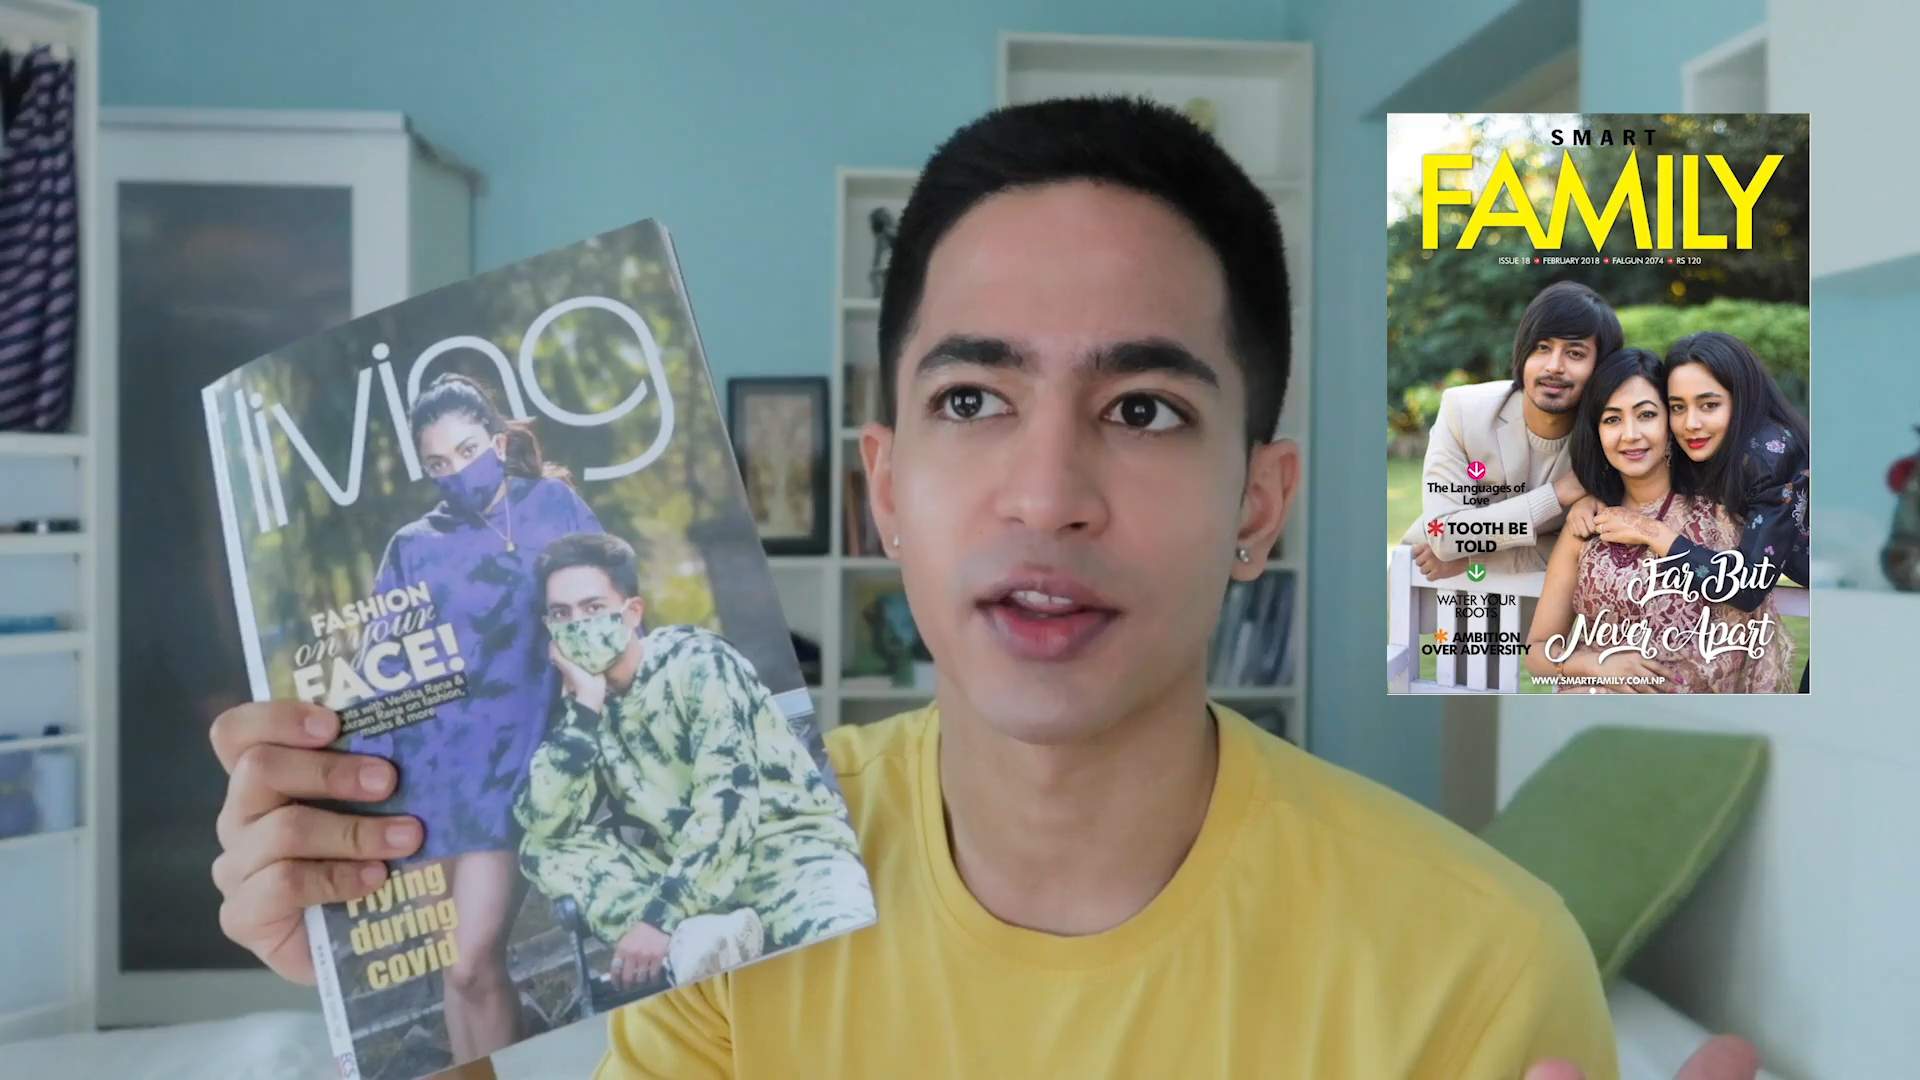 living
FASHION
on your
FACE!
with Vedika Rana &
Rana on fashion,
masks & more
Flying
during
covid
SMART
FAMILY
ISSUE 18 FEBRUARY 2018 FALGUN 2074 RS 120
The Languages of
Love
TOOTH BE
TOLD
WATER YOUR
ROOTS
AMBITION
OVER ADVERSITY
Far But
Never Apart
WWW.SMARTFAMILY.COM.NP